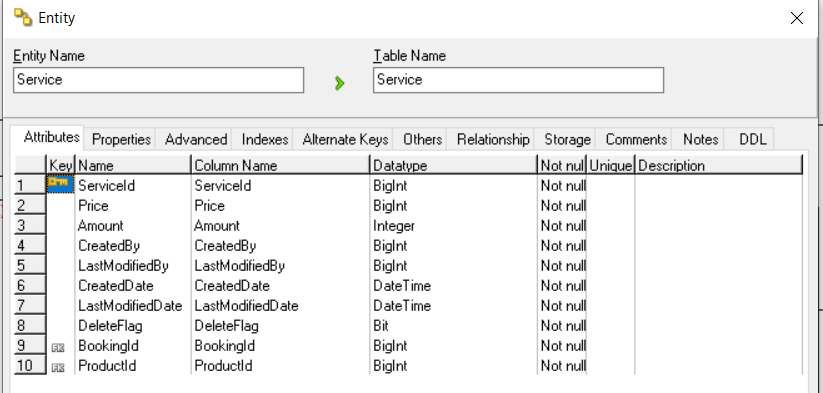 Entity
Entity Name Table Name
Service Service
Attributes Properties Advanced Indexes Alternate Keys Others Relationship Storage Comments Notes DDL
Key Name Column Name Datatype Not nul Unique Description
1 ServiceId ServiceId BigInt Not null
2 Price Price BigInt Not null
3 Amount Amount Integer Not null
4 CreatedBy CreatedBy BigInt Not null
5 LastModifiedBy LastModifiedBy BigInt Not null
6 CreatedDate CreatedDate DateTime Not null
7 LastModifiedDate LastModifiedDate DateTime Not null
8 DeleteFlag DeleteFlag Bit Not null
9 FK BookingId BookingId BigInt Not null
10 FK ProductId ProductId BigInt Not null